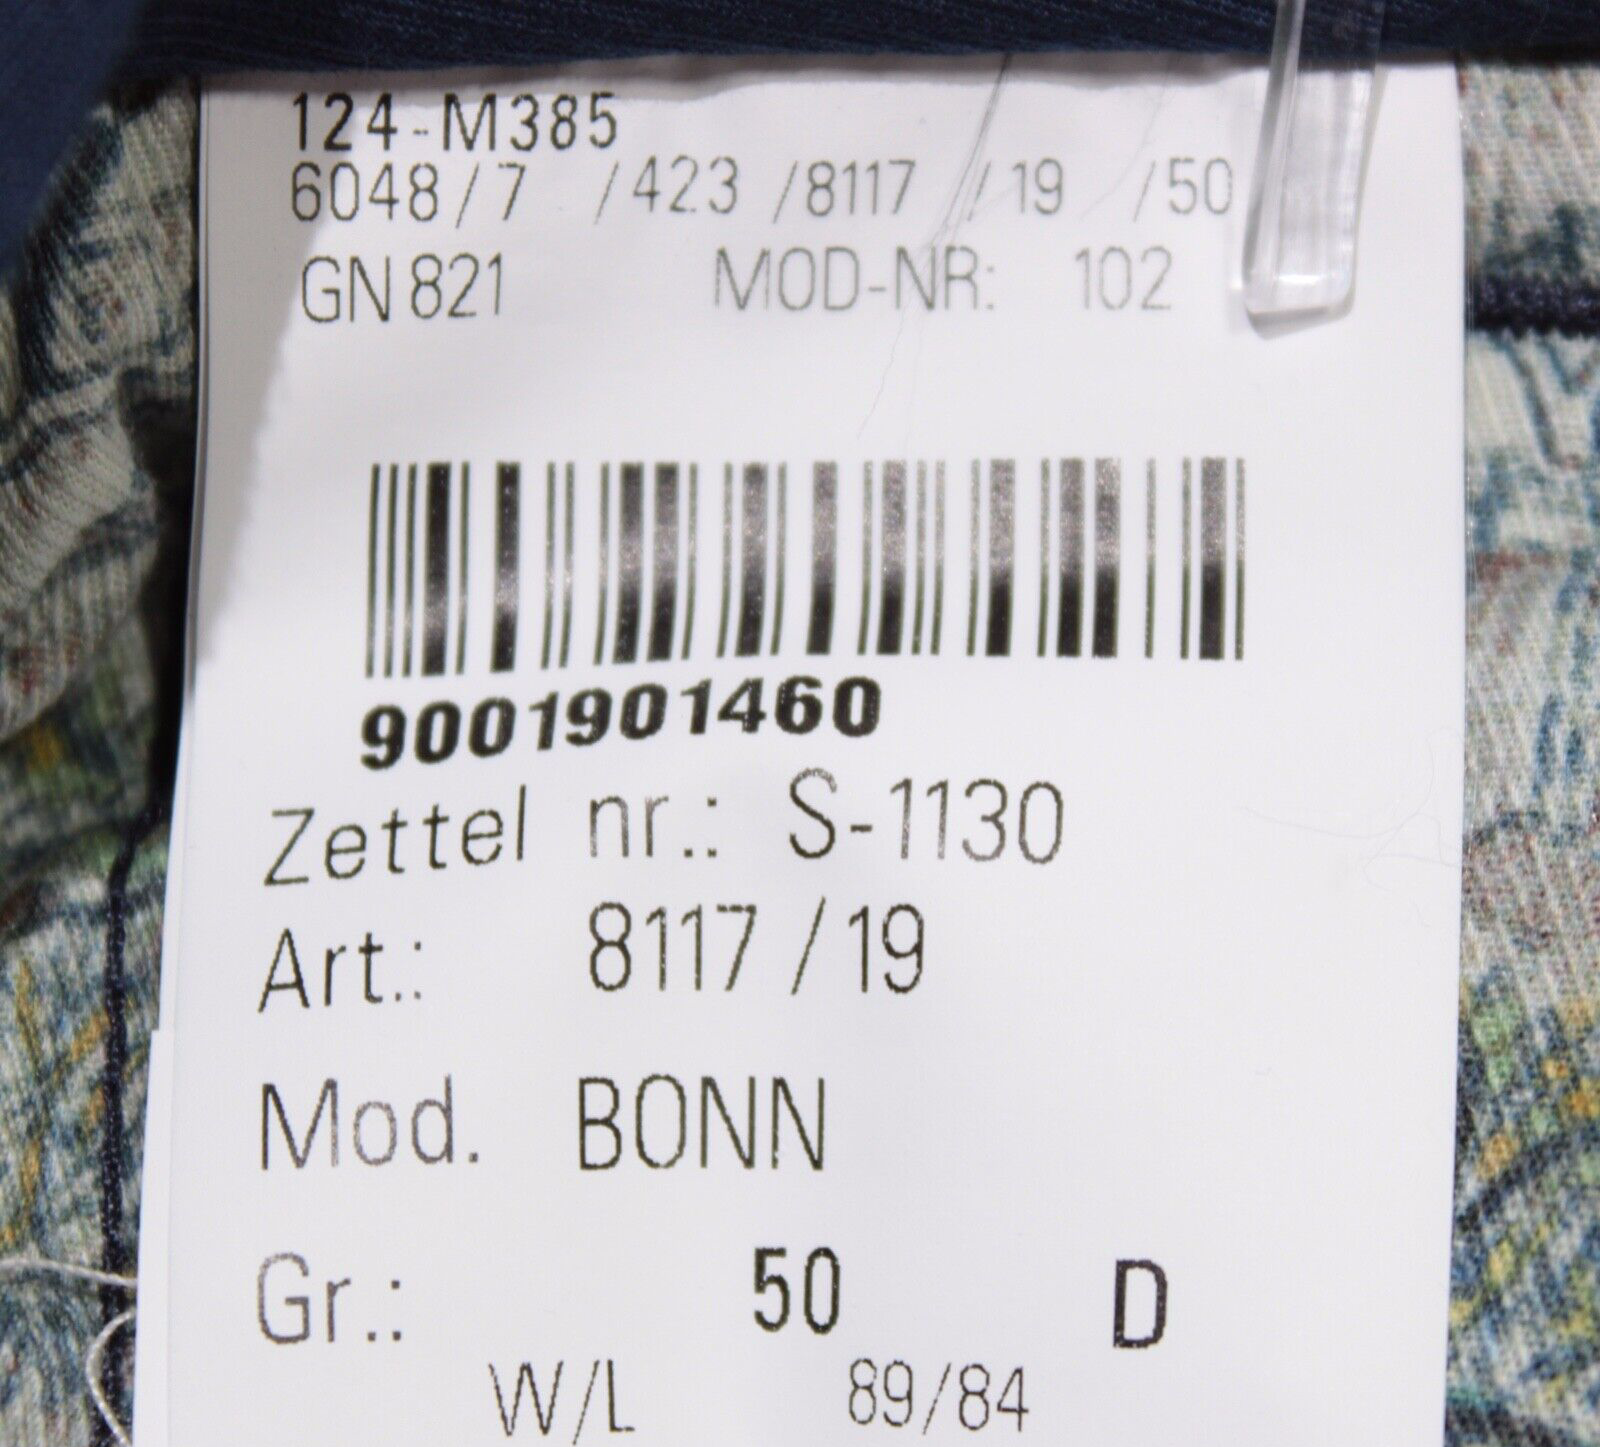 124-M385
6048/7 /423 /8117 /19 /50
GN821 MOD-NR: 102
9001901460
Zettel nr.: S-1130
Art.: 8117/19
Mod. BONN
Gr.: 50 D
W/L 89/84